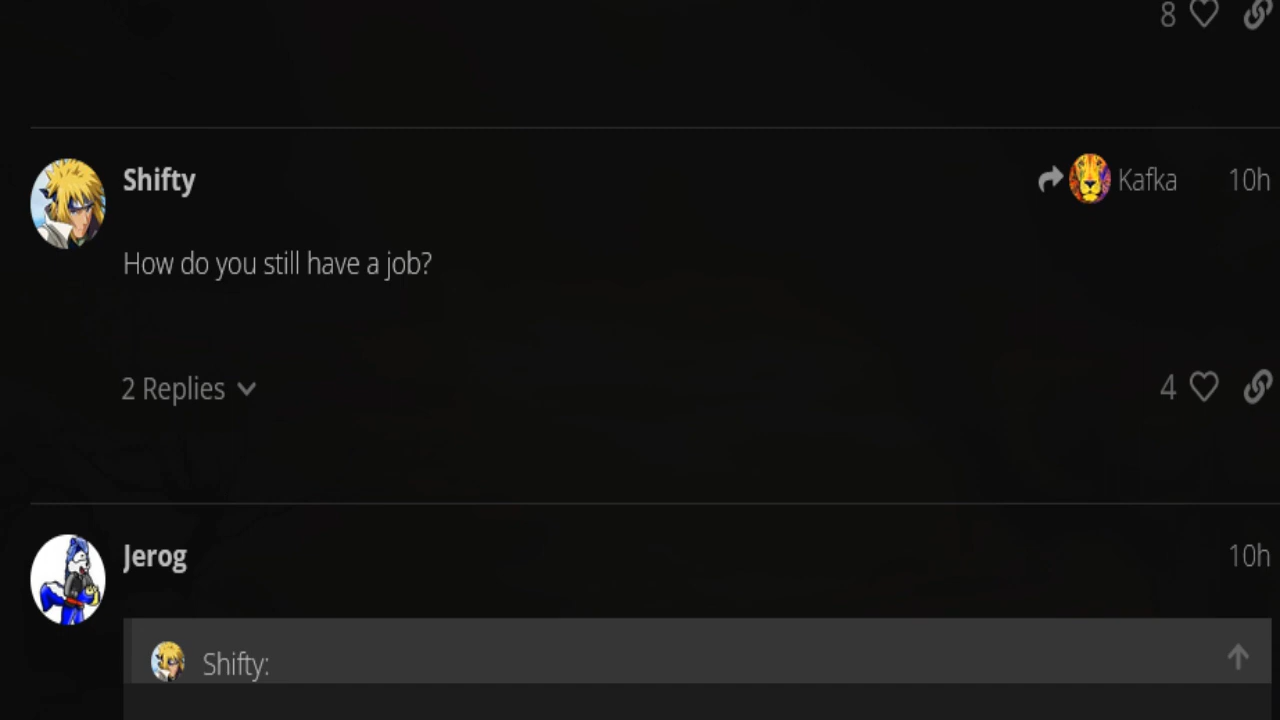 8
Shifty Kafka 10h
How do you still have a job?
2 Replies 4
Jerog 10h
Shifty: